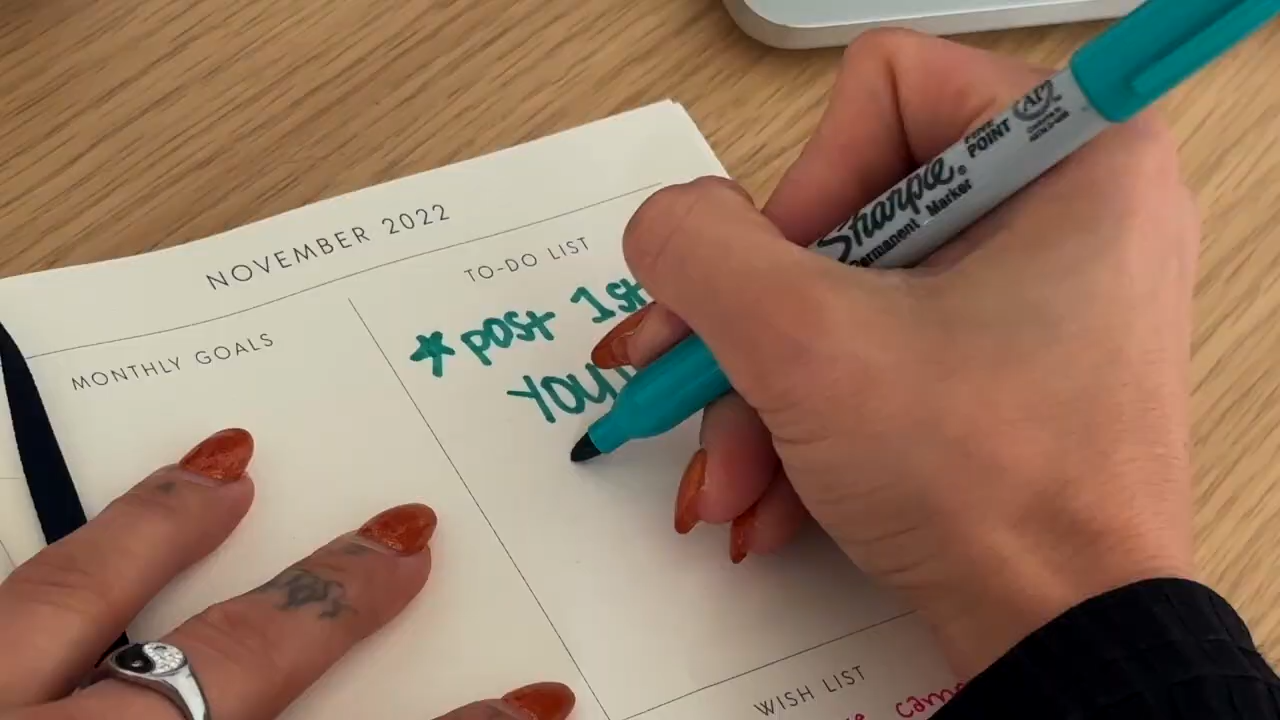 NOVEMBER 2022
MONTHLY GOALS
TO-DO LIST
*post 1st
You
WISH LIST
Sharpie®
Permanent Marker
FINE
POINT
AP